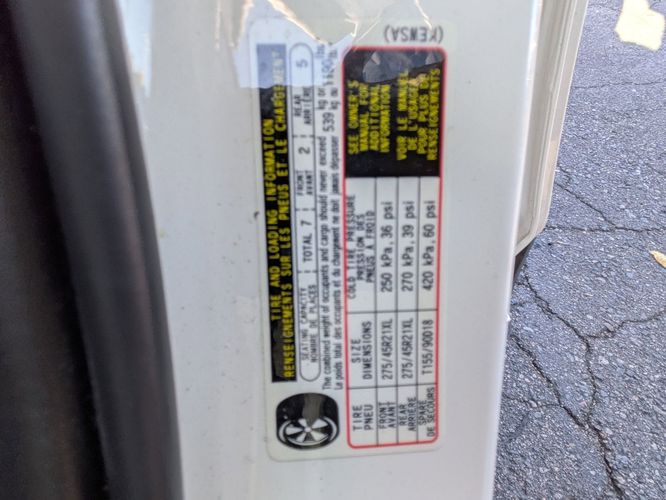 (KEWSA)
TIRE AND LOADING INFORMATION
RENSEIGNEMENTS SUR LES PNEUS ET LE CHARGEMENT
SEATING CAPACITY
NOMBRE DE PLACES
TOTAL 7
FRONT
AVANT
2
REAR
ARRIÈRE
5
The combined weight of occupants and cargo should never exceed
Le poids total des occupants et du chargement ne doit jamais dépasser
539 kg or
kg ou 1190 lbs
TIRE
PNEU
SIZE
DIMENSIONS
COLD TIRE PRESSURE
PRESSION DES
PNEUS À FROID
SEE OWNER'S
MANUAL FOR
ADDITIONAL
INFORMATION
VOIR LE MANUEL
DE L'USAGER
POUR PLUS DE
RENSEIGNEMENTS
FRONT
AVANT
275/45R21XL
250 kPa, 36 psi
REAR
ARRIÈRE
275/45R21XL
270 kPa, 39 psi
SPARE
DE SECOURS
T155/90D18
420 kPa, 60 psi